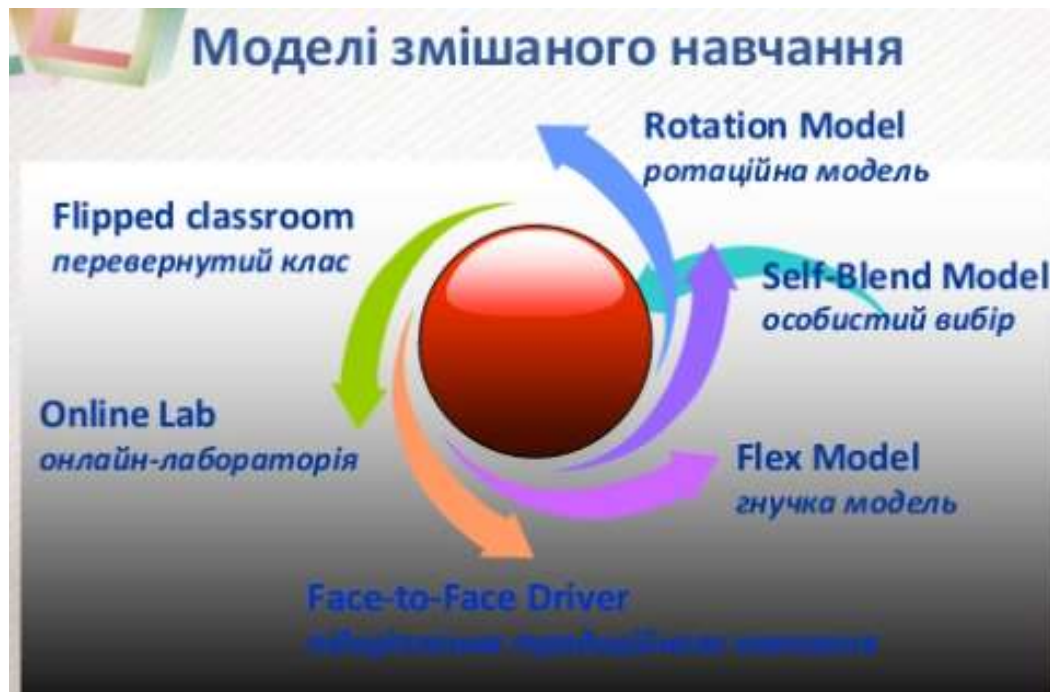 Моделі змішаного навчання
Rotation Model
ротаційна модель
Flipped classroom
перевернутий клас
Self-Blend Model
особистий вибір
Online Lab
онлайн-лабораторія
Flex Model
гнучка модель
Face-to-Face Driver